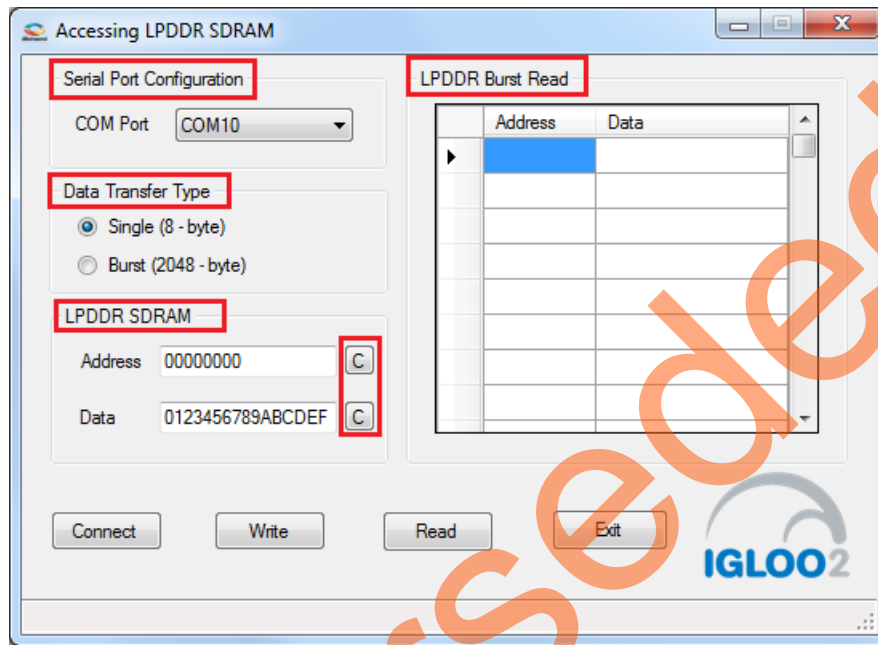 Accessing LPDDR SDRAM
Serial Port Configuration
COM Port COM10
Data Transfer Type
Single (8 - byte)
Burst (2048 - byte)
LPDDR SDRAM
Address 00000000 C
Data 0123456789ABCDEF C
LPDDR Burst Read
Address Data
Connect Write Read Exit
IGLOO2